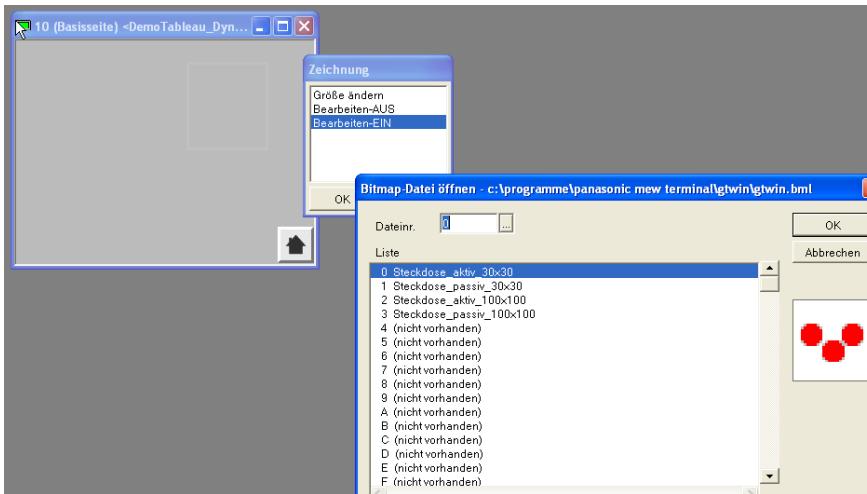 10 (Basisseite) <DemoTableau_Dyn...
Zeichnung
Größe ändern
Bearbeiten-AUS
Bearbeiten-EIN
OK
Bitmap-Datei öffnen - c:\programme\panasonic mew terminal\gtwin\gtwin.bml
Dateinr.
0
...
OK
Liste
Abbrechen
0 Steckdose_aktiv_30x30
1 Steckdose_passiv_30x30
2 Steckdose_aktiv_100x100
3 Steckdose_passiv_100x100
4 (nicht vorhanden)
5 (nicht vorhanden)
6 (nicht vorhanden)
7 (nicht vorhanden)
8 (nicht vorhanden)
9 (nicht vorhanden)
A (nicht vorhanden)
B (nicht vorhanden)
C (nicht vorhanden)
D (nicht vorhanden)
E (nicht vorhanden)
F (nicht vorhanden)